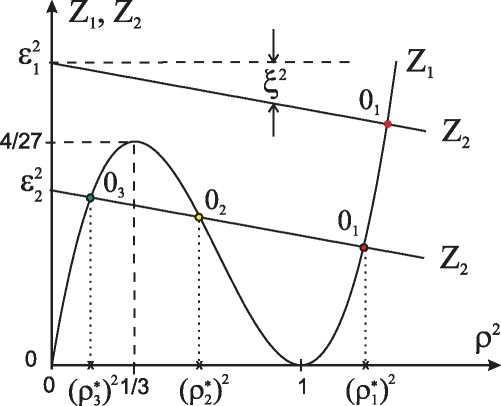 Z₁, Z₂
ε₁²
ξ²
Z₁
0₁
Z₂
4/27
ε₂²
0₃
0₂
0₁
Z₂
ρ²
0
0
(ρ₃*)²
1/3
(ρ₂*)²
1
(ρ₁*)²